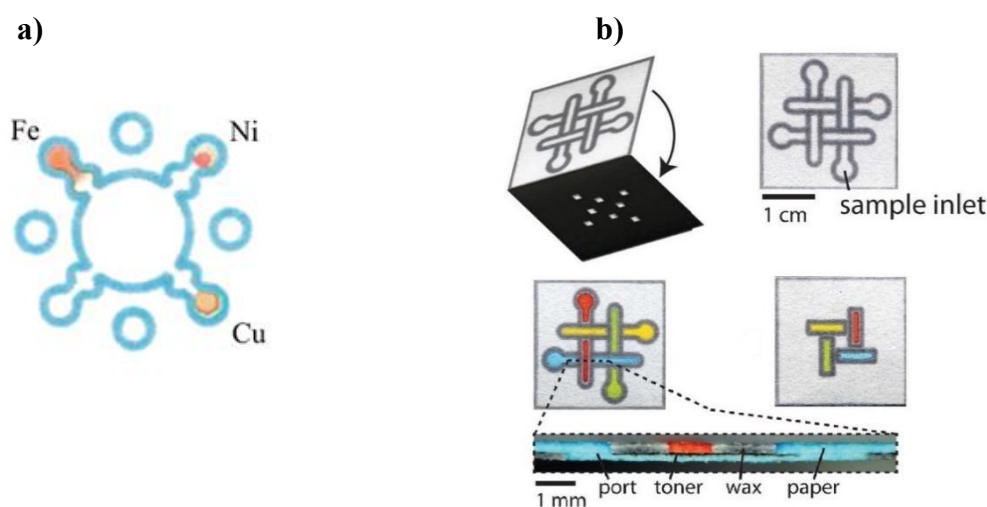 a)
b)
Fe
Ni
Cu
sample inlet
1 cm
port
toner
wax
paper
1 mm